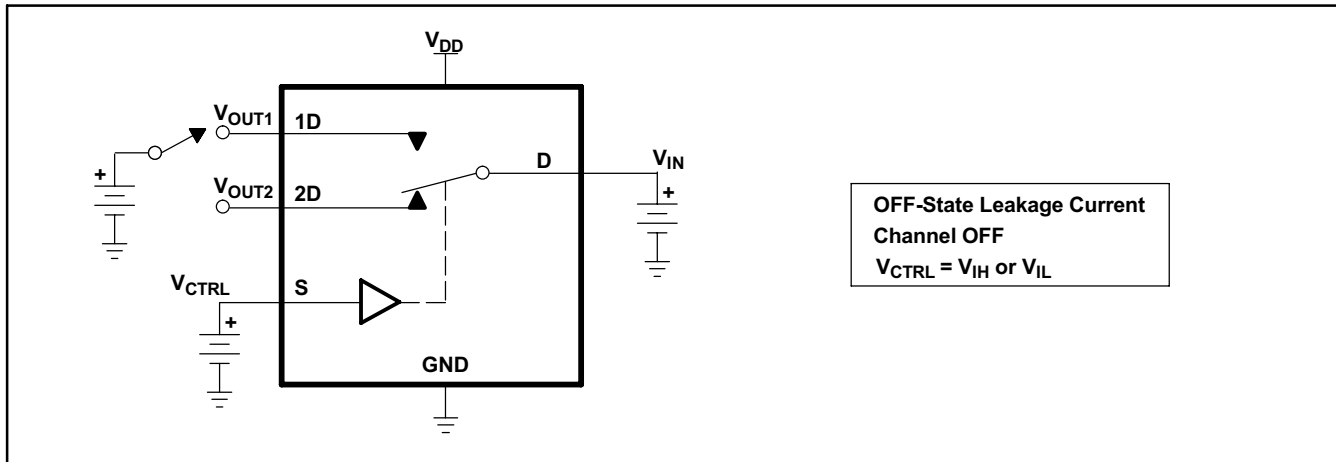 VDD
VOUT1 1D
+
D VIN
VOUT2 2D
+
OFF-State Leakage Current
Channel OFF
VCTRL = VIH or VIL
VCTRL S
+
GND